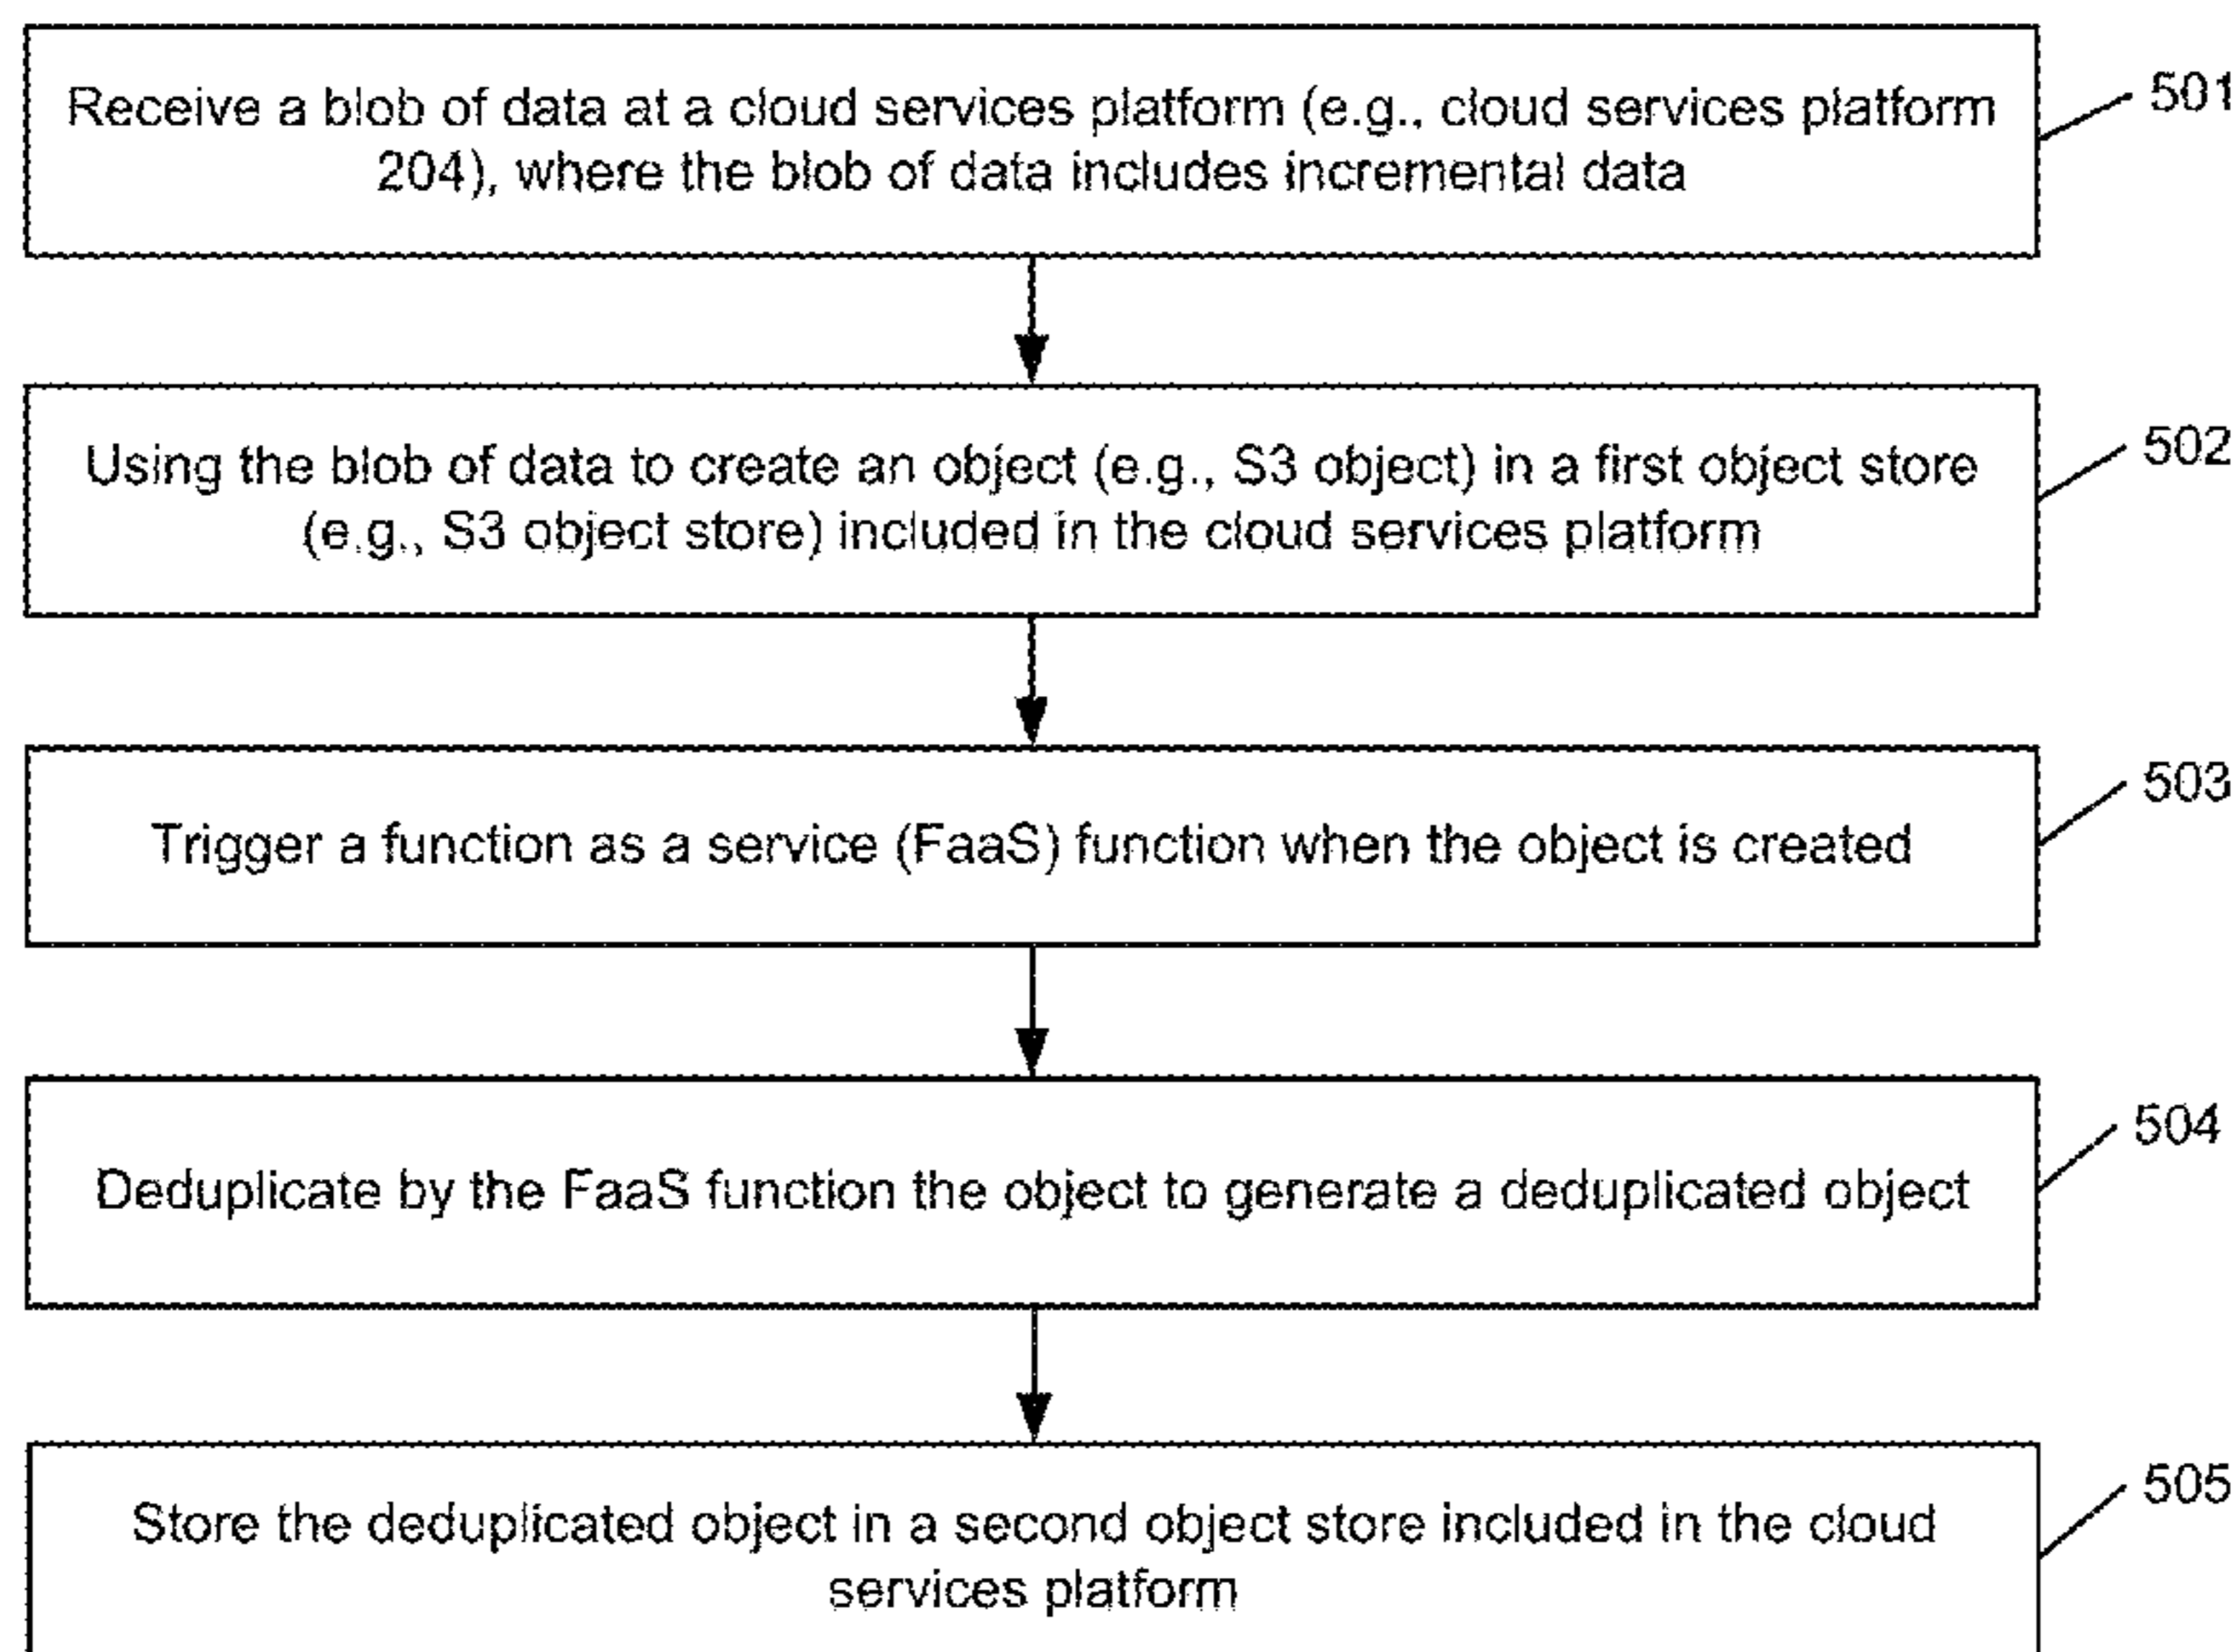 Receive a blob of data at a cloud services platform (e.g., cloud services platform
204), where the blob of data includes incremental data
501
Using the blob of data to create an object (e.g., S3 object) in a first object store
(e.g., S3 object store) included in the cloud services platform
502
Trigger a function as a service (FaaS) function when the object is created
503
Deduplicate by the FaaS function the object to generate a deduplicated object
504
Store the deduplicated object in a second object store included in the cloud
services platform
505